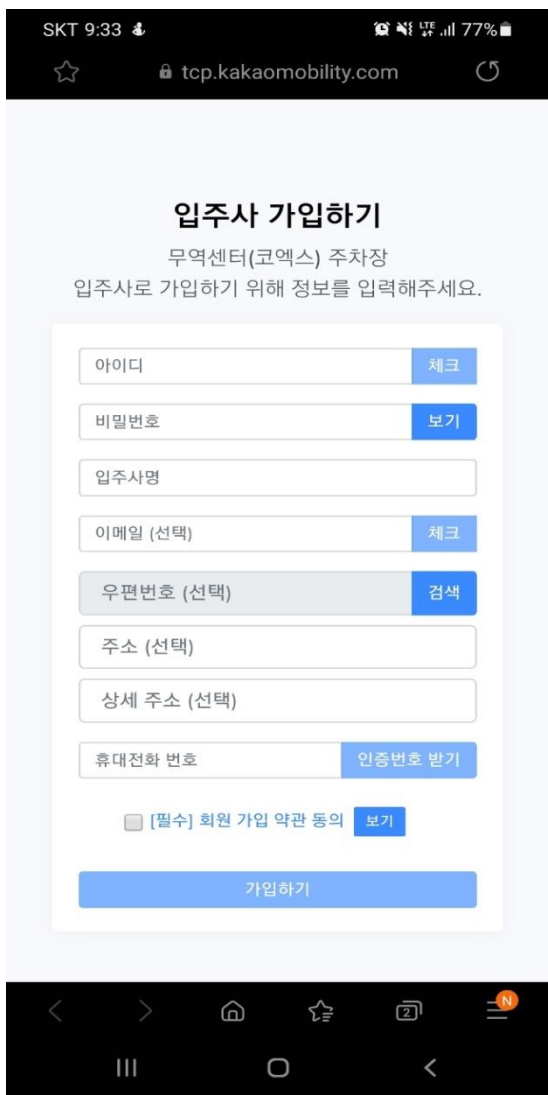 SKT 9:33 LTE 77%
tcp.kakaomobility.com
입주사 가입하기
무역센터(코엑스) 주차장
입주사로 가입하기 위해 정보를 입력해주세요.
아이디 체크
비밀번호 보기
입주사명
이메일 (선택) 체크
우편번호 (선택) 검색
주소 (선택)
상세 주소 (선택)
휴대전화 번호 인증번호 받기
[필수] 회원 가입 약관 동의 보기
가입하기
2 N